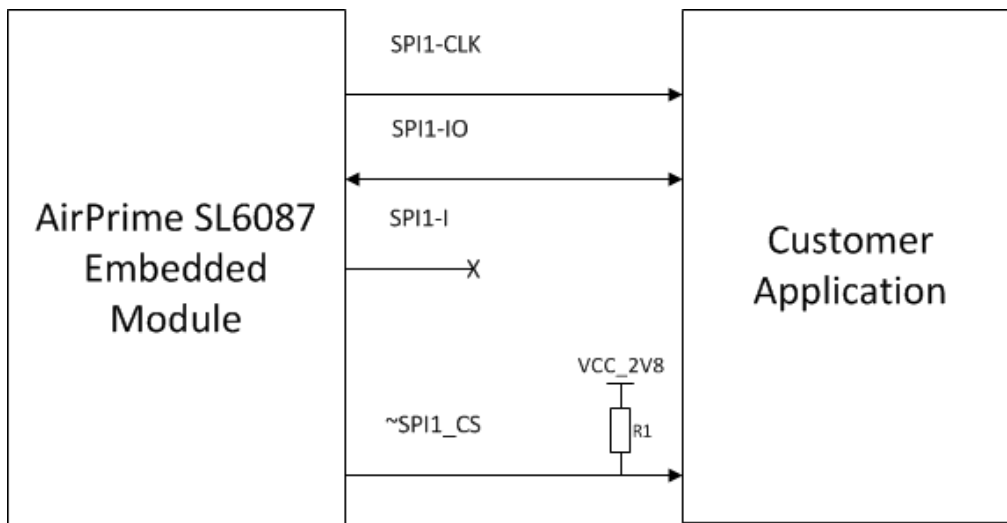 SPI1-CLK
SPI1-IO
AirPrime SL6087
Embedded
Module
SPI1-I
Customer
Application
VCC_2V8
~SPI1_CS
R1